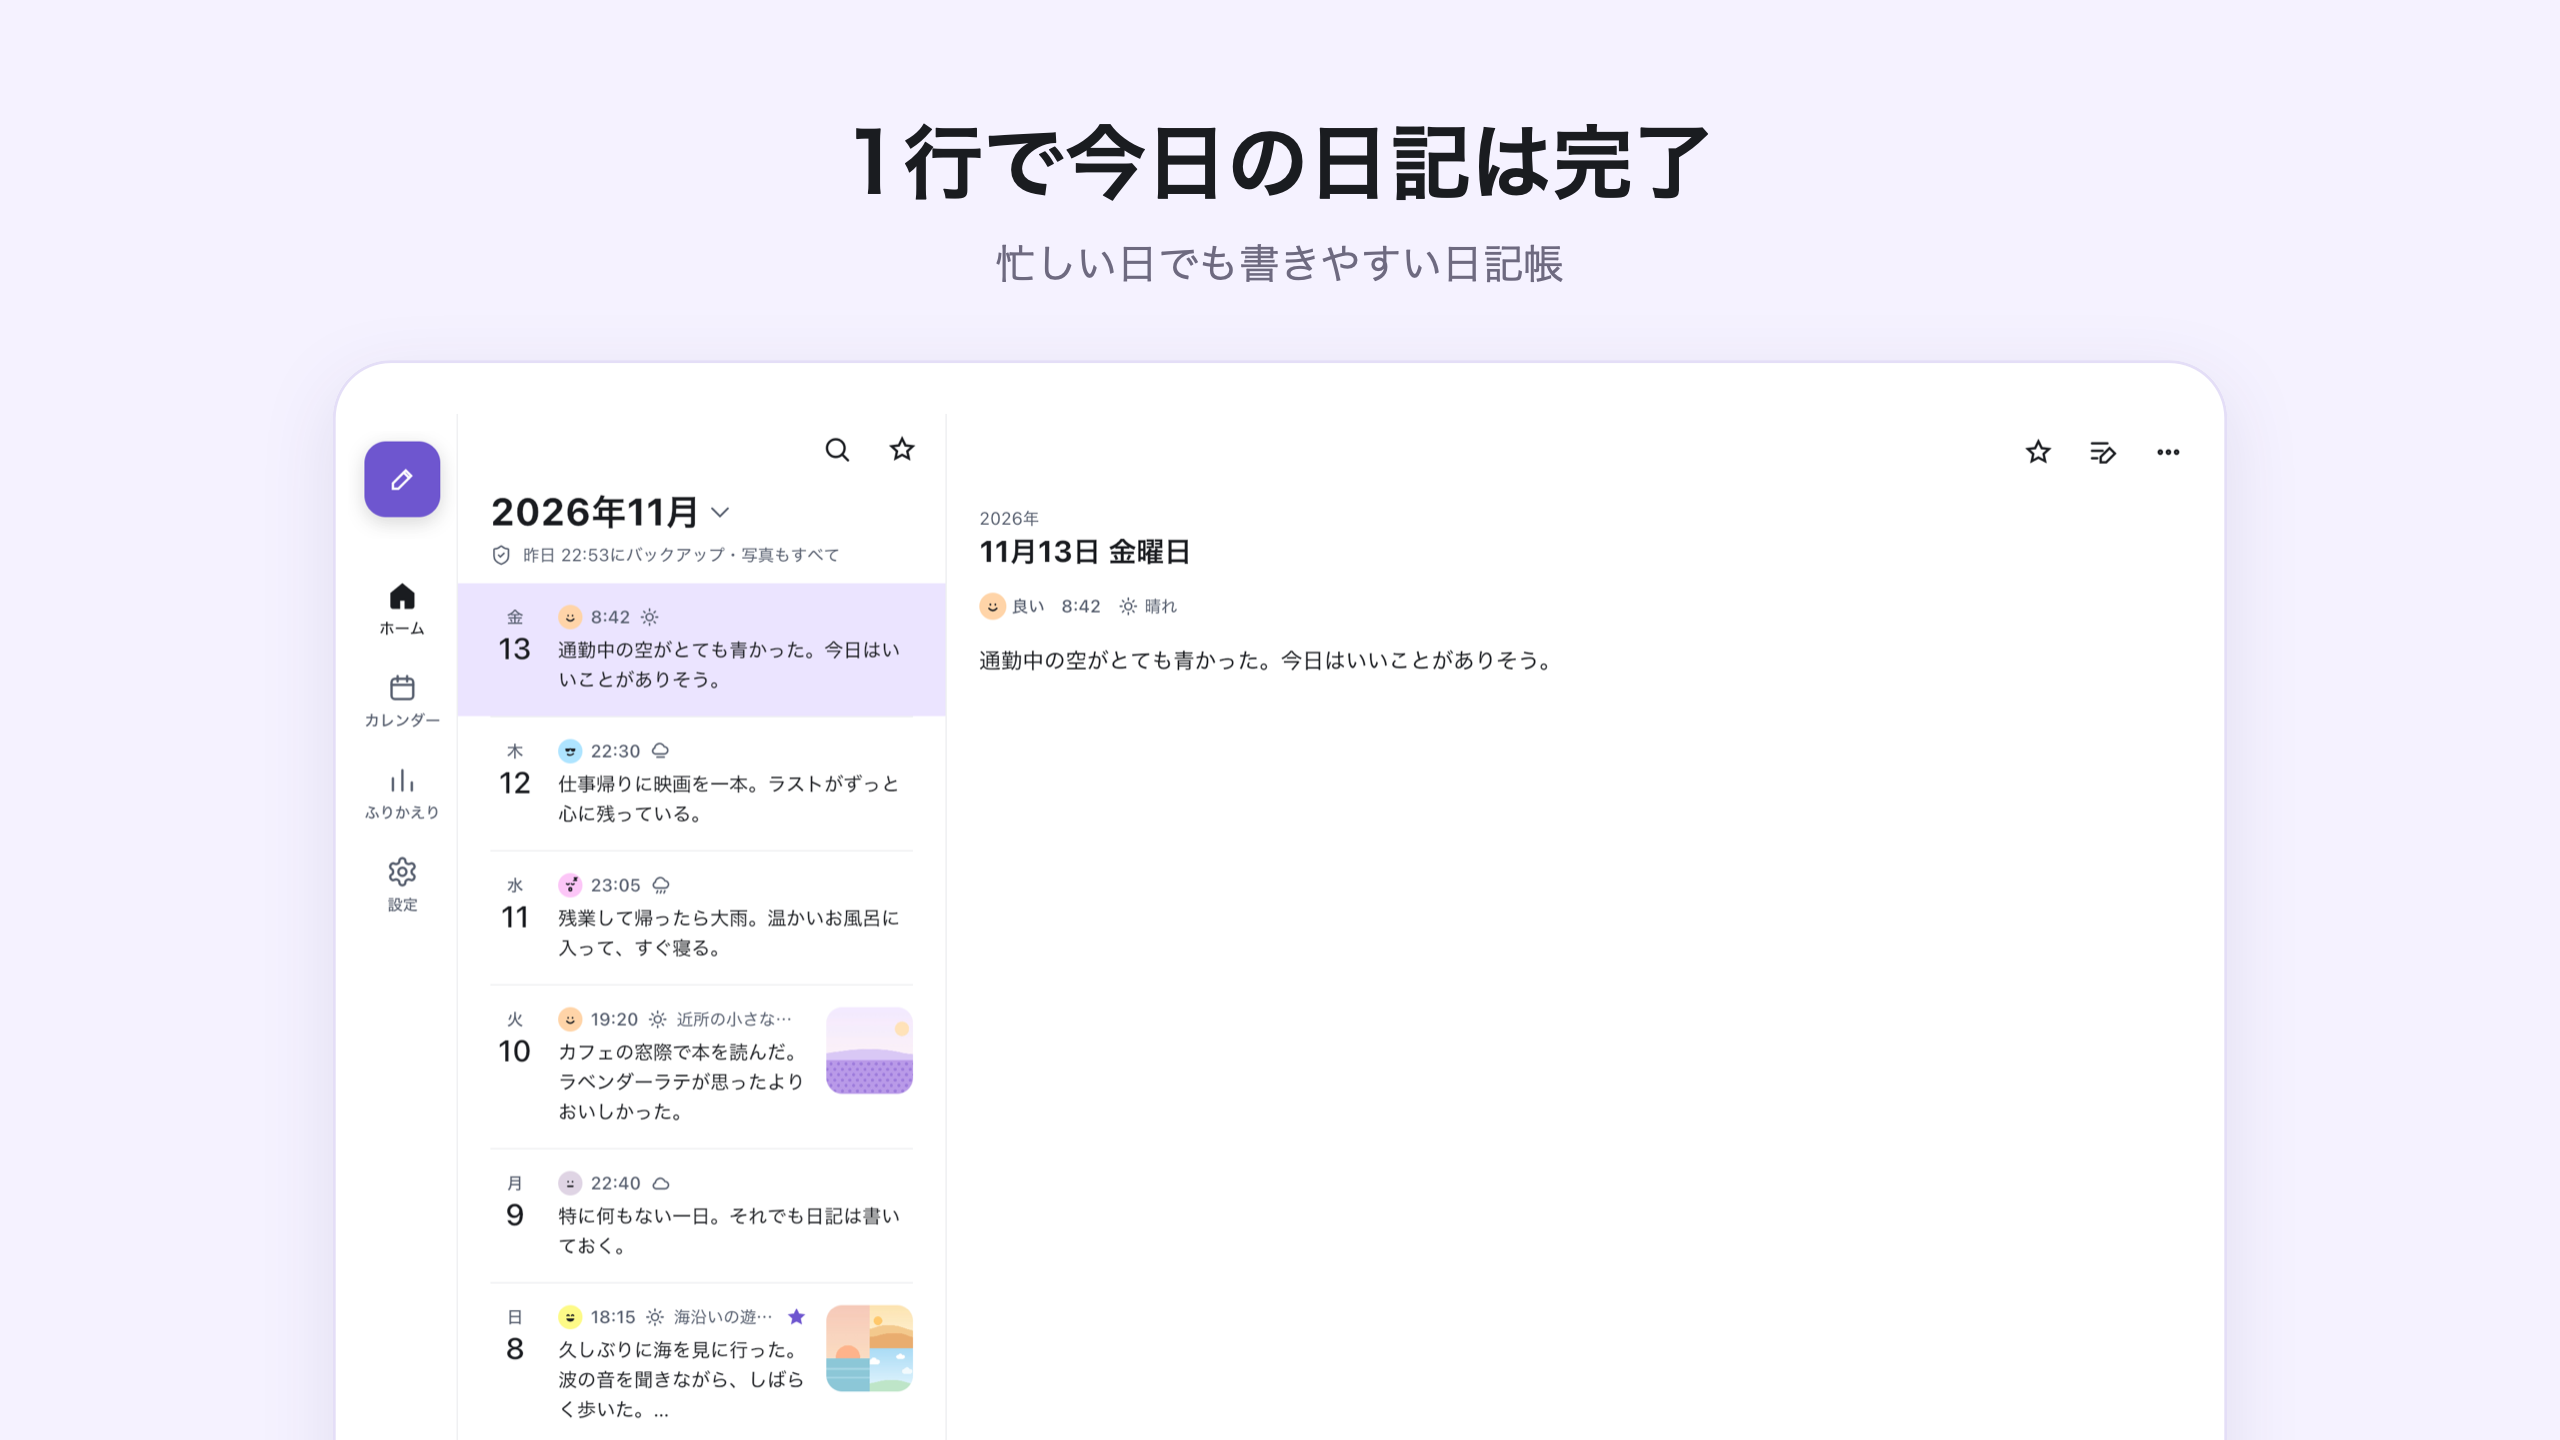 1行で今日の日記は完了
忙しい日でも書きやすい日記帳
ホーム
カレンダー
ふりかえり
設定
2026年11月
昨日 22:53にバックアップ・写真もすべて
金
13
8:42
通勤中の空がとても青かった。今日はい
いことがありそう。
木
12
22:30
仕事帰りに映画を一本。ラストがずっと
心に残っている。
水
11
23:05
残業して帰ったら大雨。温かいお風呂に
入って、すぐ寝る。
火
10
19:20 近所の小さな…
カフェの窓際で本を読んだ。
ラベンダーラテが思ったより
おいしかった。
月
9
22:40
特に何もない一日。それでも日記は書い
ておく。
日
8
18:15 海沿いの遊…
久しぶりに海を見に行った。
波の音を聞きながら、しばら
く歩いた。...
2026年
11月13日 金曜日
良い 8:42 晴れ
通勤中の空がとても青かった。今日はいいことがありそう。